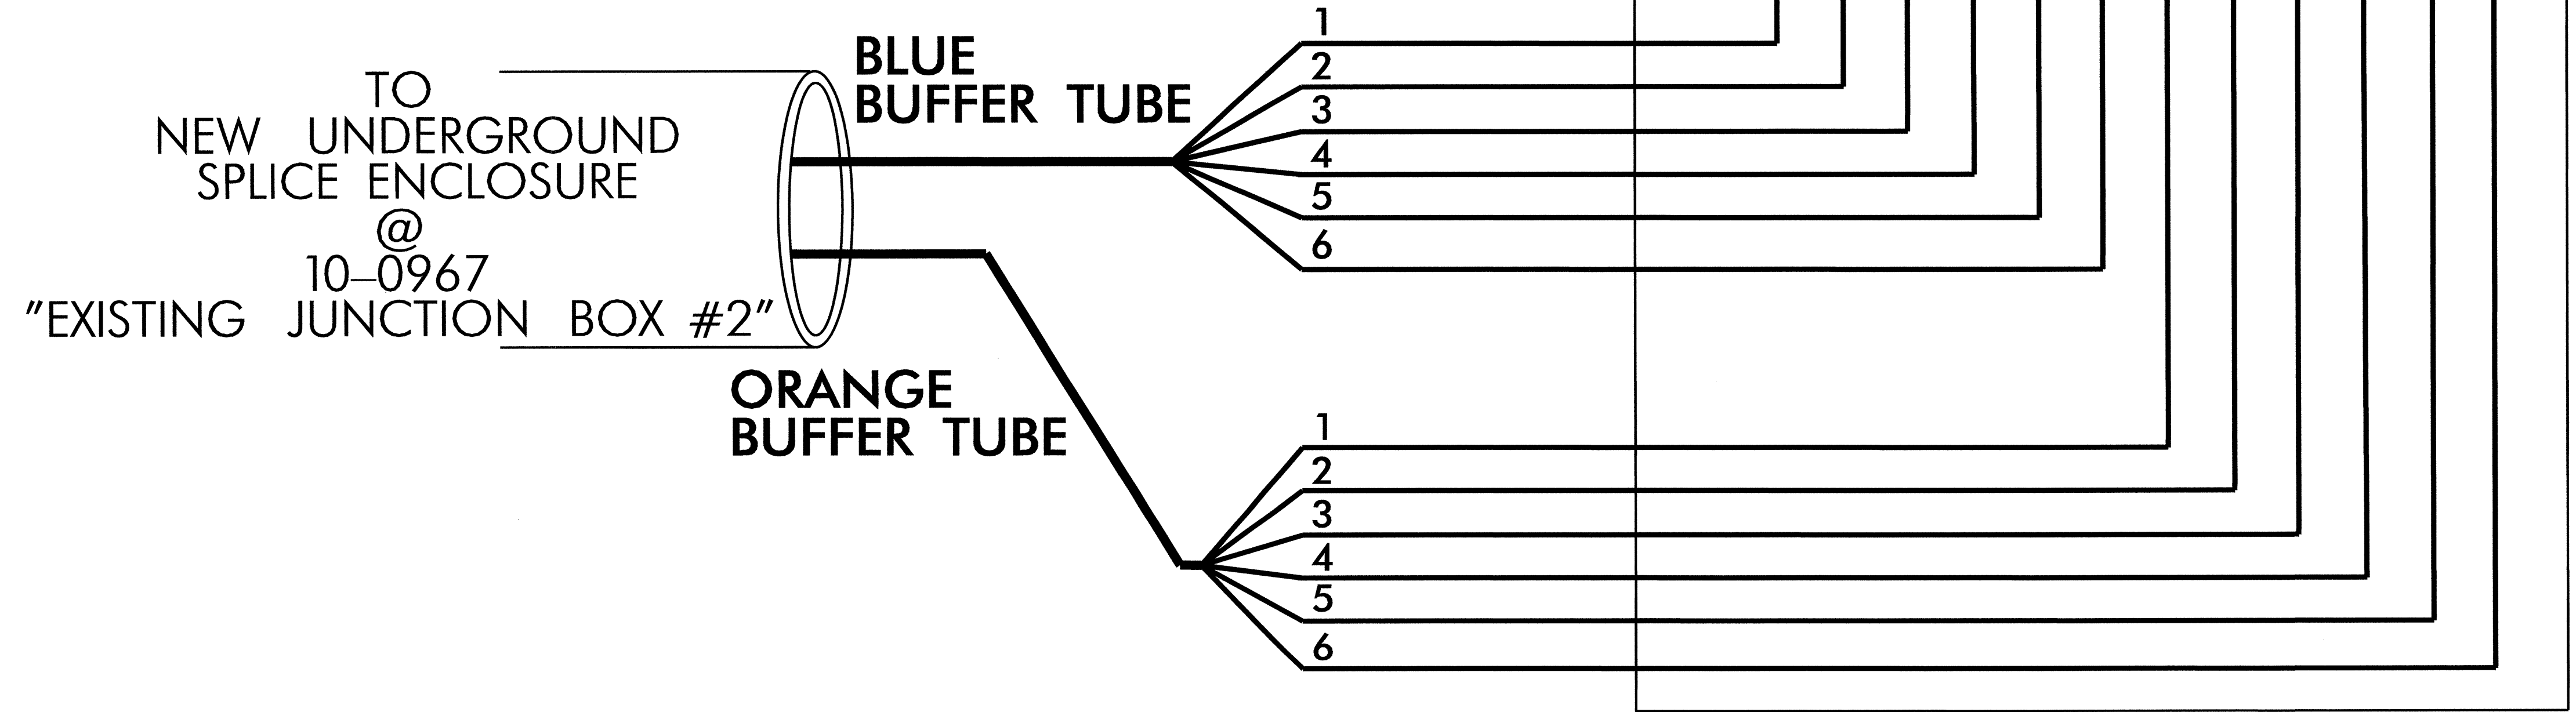 TO
NEW UNDERGROUND
SPLICE ENCLOSURE
@
10–0967
"EXISTING JUNCTION BOX #2"
BLUE
BUFFER TUBE
1
2
3
4
5
6
ORANGE
BUFFER TUBE
1
2
3
4
5
6